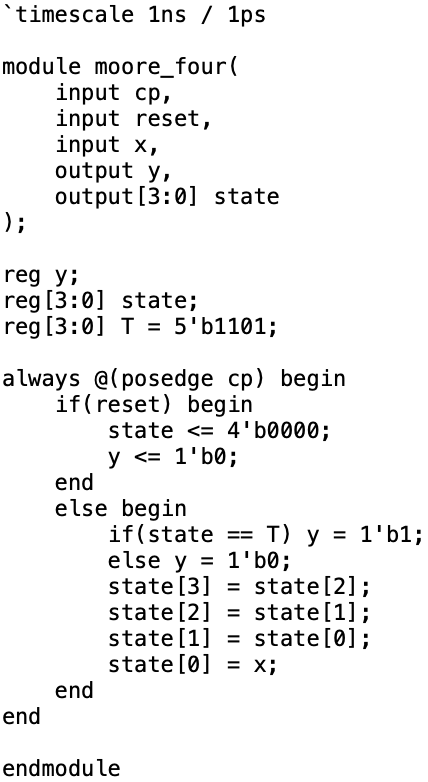 `timescale 1ns / 1ps

module moore_four(
    input cp,
    input reset,
    input x,
    output y,
    output[3:0] state
);

reg y;
reg[3:0] state;
reg[3:0] T = 5'b1101;

always @(posedge cp) begin
    if(reset) begin
        state <= 4'b0000;
        y <= 1'b0;
    end
    else begin
        if(state == T) y = 1'b1;
        else y = 1'b0;
        state[3] = state[2];
        state[2] = state[1];
        state[1] = state[0];
        state[0] = x;
    end
end

endmodule